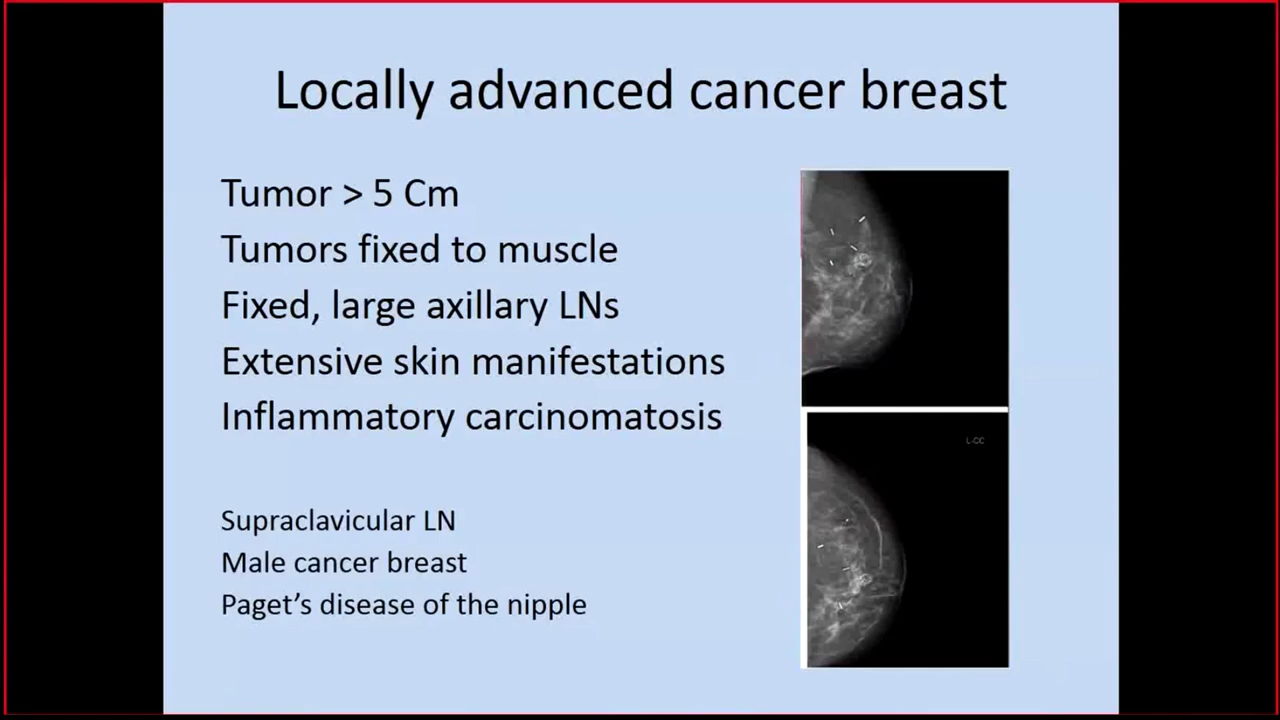 Locally advanced cancer breast
Tumor > 5 Cm
Tumors fixed to muscle
Fixed, large axillary LNs
Extensive skin manifestations
Inflammatory carcinomatosis
Supraclavicular LN
Male cancer breast
Paget’s disease of the nipple
L-CC